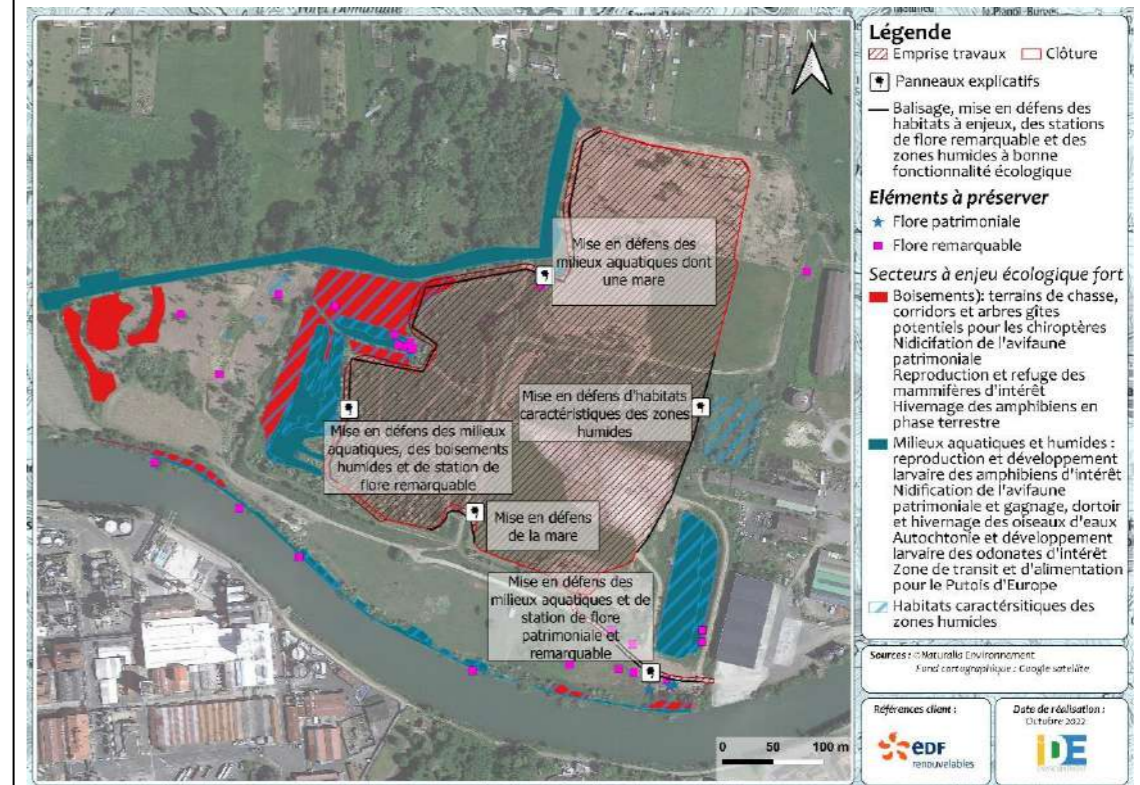 Légende
Emprise travaux Clôture
Panneaux explicatifs
Balisage, mise en défens des
habitats à enjeux, des stations
de flore remarquable et des
zones humides à bonne
fonctionnalité écologique
Eléments à préserver
Flore patrimoniale
Flore remarquable
Secteurs à enjeu écologique fort
Boisements): terrains de chasse,
corridors et arbres gîtes
potentiels pour les chiroptères
Nidicifation de l'avifaune
patrimoniale
Reproduction et refuge des
mammifères d'intérêt
Hivernage des amphibiens en
phase terrestre
Milieux aquatiques et humides :
reproduction et développement
larvaire des amphibiens d'intérêt
Nidification de l'avifaune
patrimoniale et gagnage, dortoir
et hivernage des oiseaux d'eaux
Autochtonie et développement
larvaire des odonates d'intérêt
Zone de transit et d'alimentation
pour le Putois d'Europe
Habitats caractérsitiques des
zones humides
Sources : ©Naturalis Environnement
Fond cartographique : Google satellite
Références client :
eDF
renouvelables
Date de réalisation :
Octobre 2022
iDE
N
Mise en défens des
milieux aquatiques dont
une mare
Mise en défens d'habitats
caractéristiques des zones
humides
Mise en défens des milieux
aquatiques, des boisements
humides et de station de
flore remarquable
Mise en défens
de la mare
Mise en défens des
milieux aquatiques et de
station de flore
patrimoniale et
remarquable
0 50 100 m